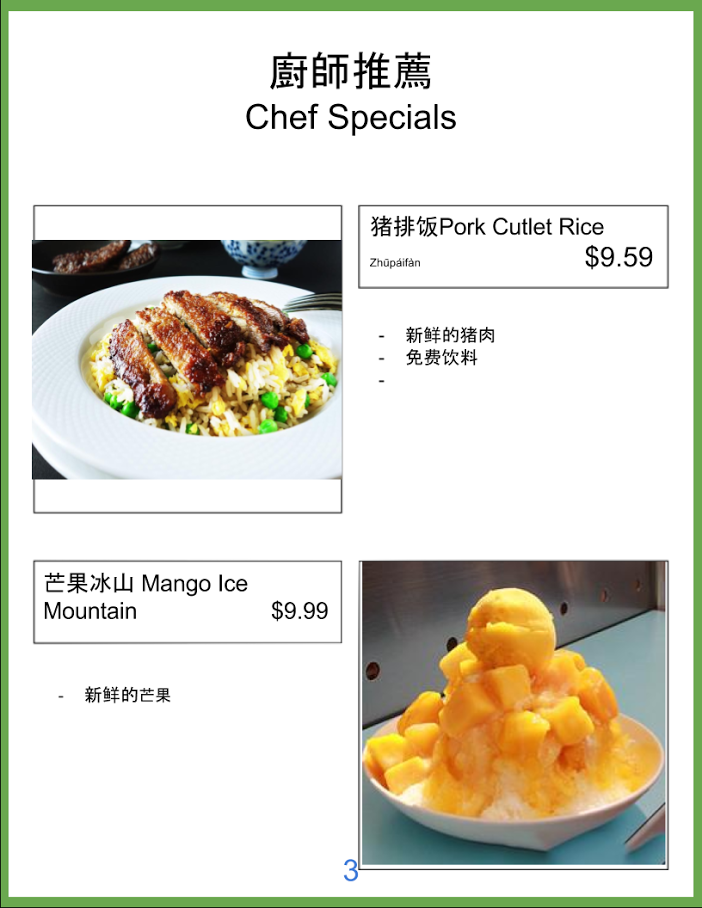 廚師推薦
Chef Specials
猪排饭Pork Cutlet Rice
Zhūpáifàn $9.59
- 新鲜的猪肉
- 免费饮料
-
芒果冰山 Mango Ice
Mountain $9.99
- 新鲜的芒果
3